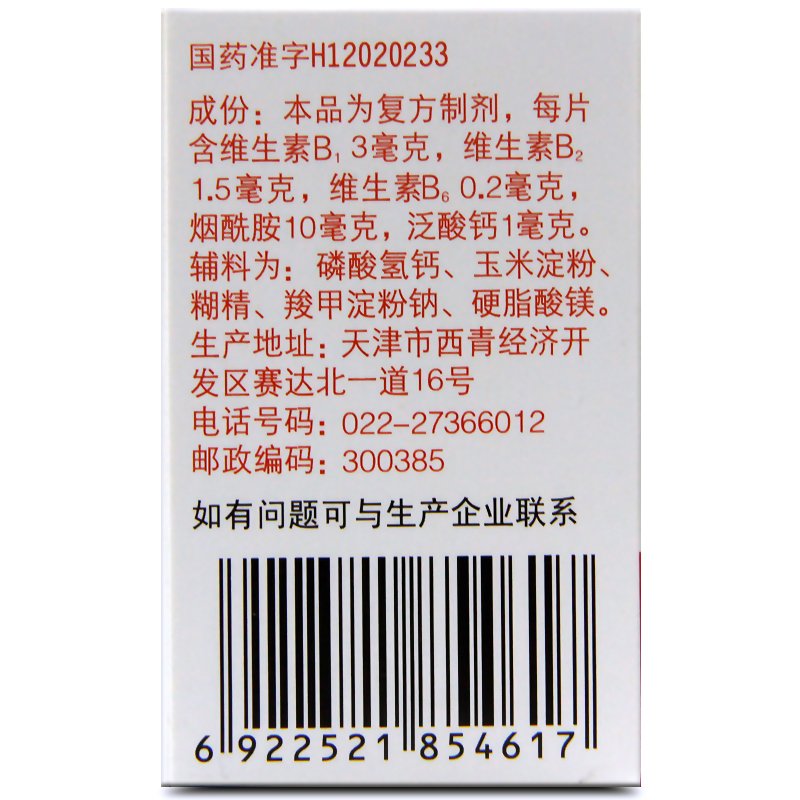 国药准字H12020233
成份：本品为复方制剂，每片
含维生素B₁ 3毫克，维生素B₂
1.5毫克，维生素B₆ 0.2毫克，
烟酰胺10毫克，泛酸钙1毫克。
辅料为：磷酸氢钙、玉米淀粉、
糊精、羧甲淀粉钠、硬脂酸镁。
生产地址：天津市西青经济开
发区赛达北一道16号
电话号码：022-27366012
邮政编码：300385
如有问题可与生产企业联系
6 922521 854617